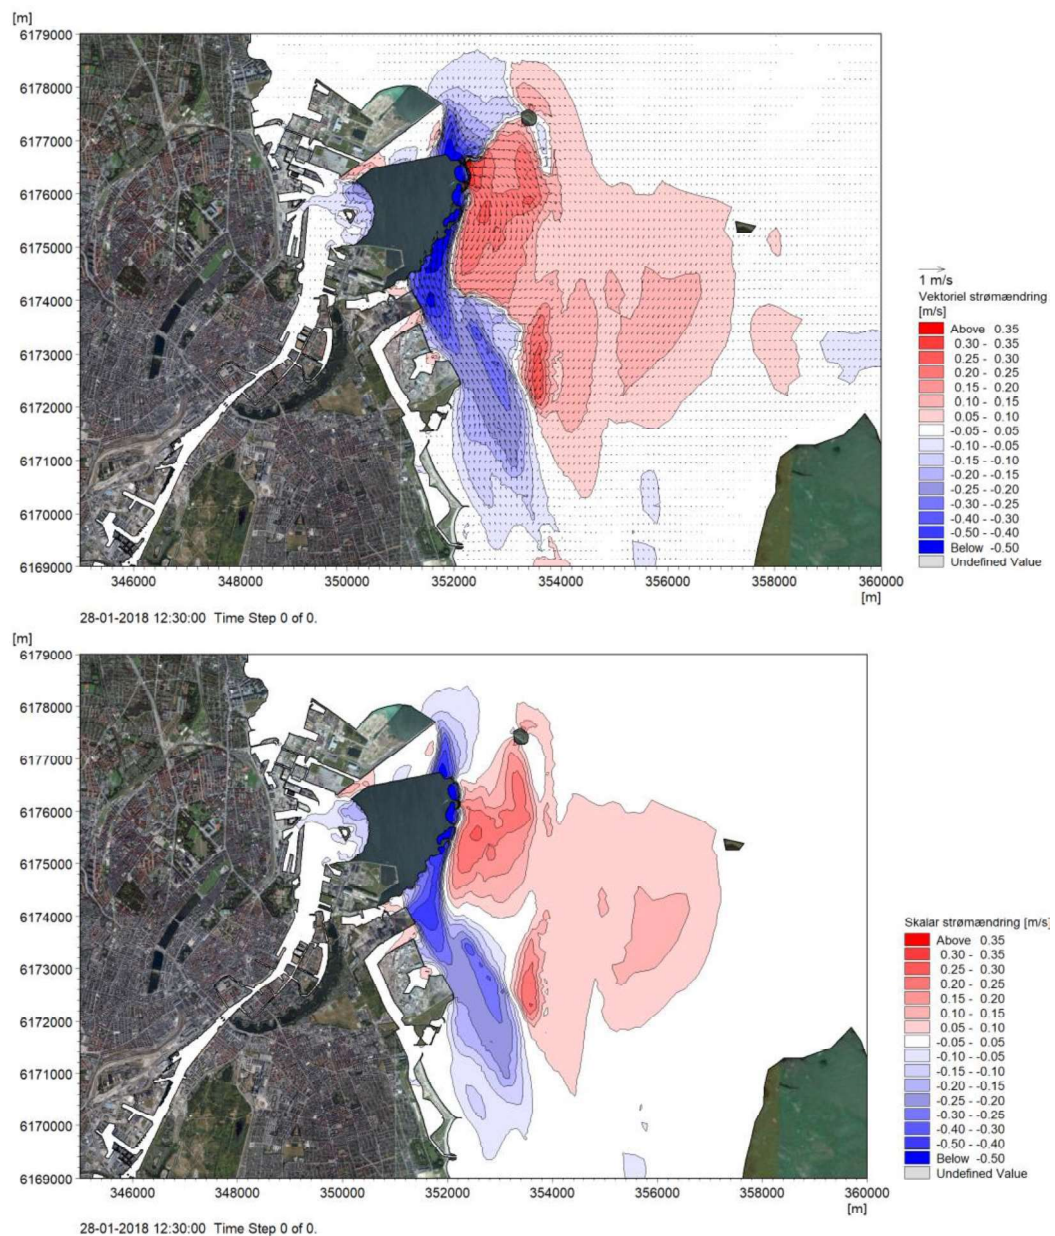 [m]
6179000
6178000
6177000
6176000
6175000
6174000
6173000
6172000
6171000
6170000
6169000
346000 348000 350000 352000 354000 356000 358000 360000
[m]
28-01-2018 12:30:00 Time Step 0 of 0.
1 m/s
Vektoriel strømændring
[m/s]
Above 0.35
0.30 - 0.35
0.25 - 0.30
0.20 - 0.25
0.15 - 0.20
0.10 - 0.15
0.05 - 0.10
-0.05 - 0.05
-0.10 - -0.05
-0.15 - -0.10
-0.20 - -0.15
-0.25 - -0.20
-0.30 - -0.25
-0.40 - -0.30
-0.50 - -0.40
Below -0.50
Undefined Value
[m]
6179000
6178000
6177000
6176000
6175000
6174000
6173000
6172000
6171000
6170000
6169000
346000 348000 350000 352000 354000 356000 358000 360000
[m]
28-01-2018 12:30:00 Time Step 0 of 0.
Skalar strømændring [m/s]
Above 0.35
0.30 - 0.35
0.25 - 0.30
0.20 - 0.25
0.15 - 0.20
0.10 - 0.15
0.05 - 0.10
-0.05 - 0.05
-0.10 - -0.05
-0.15 - -0.10
-0.20 - -0.15
-0.25 - -0.20
-0.30 - -0.25
-0.40 - -0.30
-0.50 - -0.40
Below -0.50
Undefined Value